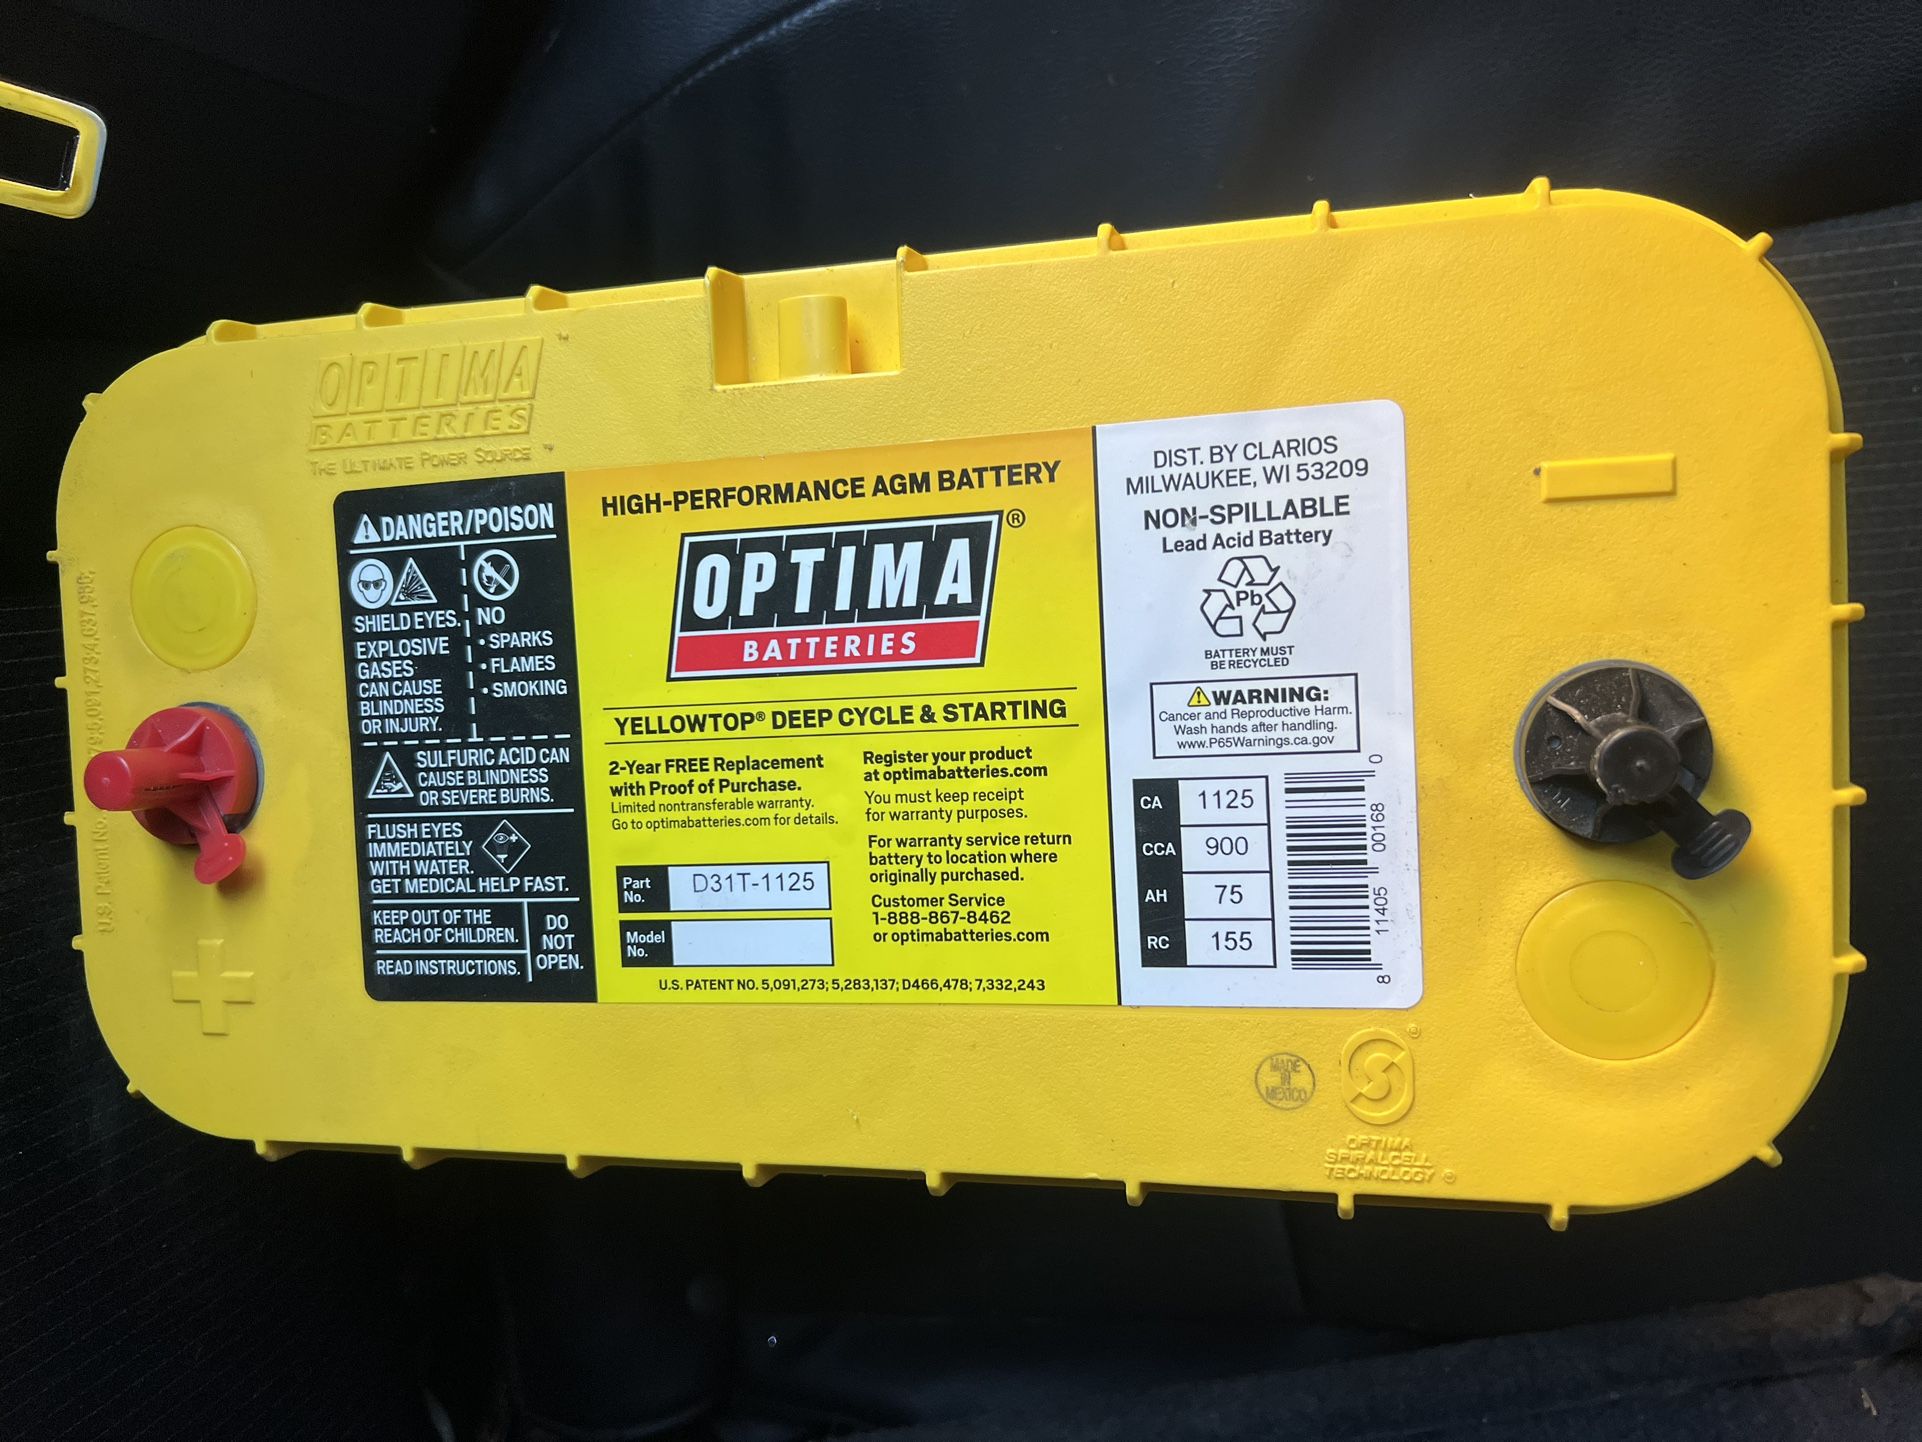 OPTIMA
BATTERIES
THE ULTIMATE POWER SOURCE
™
DANGER/POISON
SHIELD EYES.
EXPLOSIVE
GASES
CAN CAUSE
BLINDNESS
OR INJURY.
NO
• SPARKS
• FLAMES
• SMOKING
SULFURIC ACID CAN
CAUSE BLINDNESS
OR SEVERE BURNS.
FLUSH EYES
IMMEDIATELY
WITH WATER.
GET MEDICAL HELP FAST.
KEEP OUT OF THE
REACH OF CHILDREN.
READ INSTRUCTIONS.
DO
NOT
OPEN.
HIGH-PERFORMANCE AGM BATTERY
OPTIMA®
BATTERIES
YELLOWTOP® DEEP CYCLE & STARTING
2-Year FREE Replacement
with Proof of Purchase.
Limited nontransferable warranty.
Go to optimabatteries.com for details.
Part
No.
D31T-1125
Model
No.
Register your product
at optimabatteries.com
You must keep receipt
for warranty purposes.
For warranty service return
battery to location where
originally purchased.
Customer Service
1-888-867-8462
or optimabatteries.com
U.S. PATENT NO. 5,091,273; 5,283,137; D466,478; 7,332,243
DIST. BY CLARIOS
MILWAUKEE, WI 53209
NON-SPILLABLE
Lead Acid Battery
Pb
BATTERY MUST
BE RECYCLED
WARNING:
Cancer and Reproductive Harm.
Wash hands after handling.
www.P65Warnings.ca.gov
CA 1125
CCA 900
AH 75
RC 155
8 11405 00168 0
MADE
IN
MEXICO
OPTIMA
SPIRALCELL
TECHNOLOGY ®
U.S. Patent No.